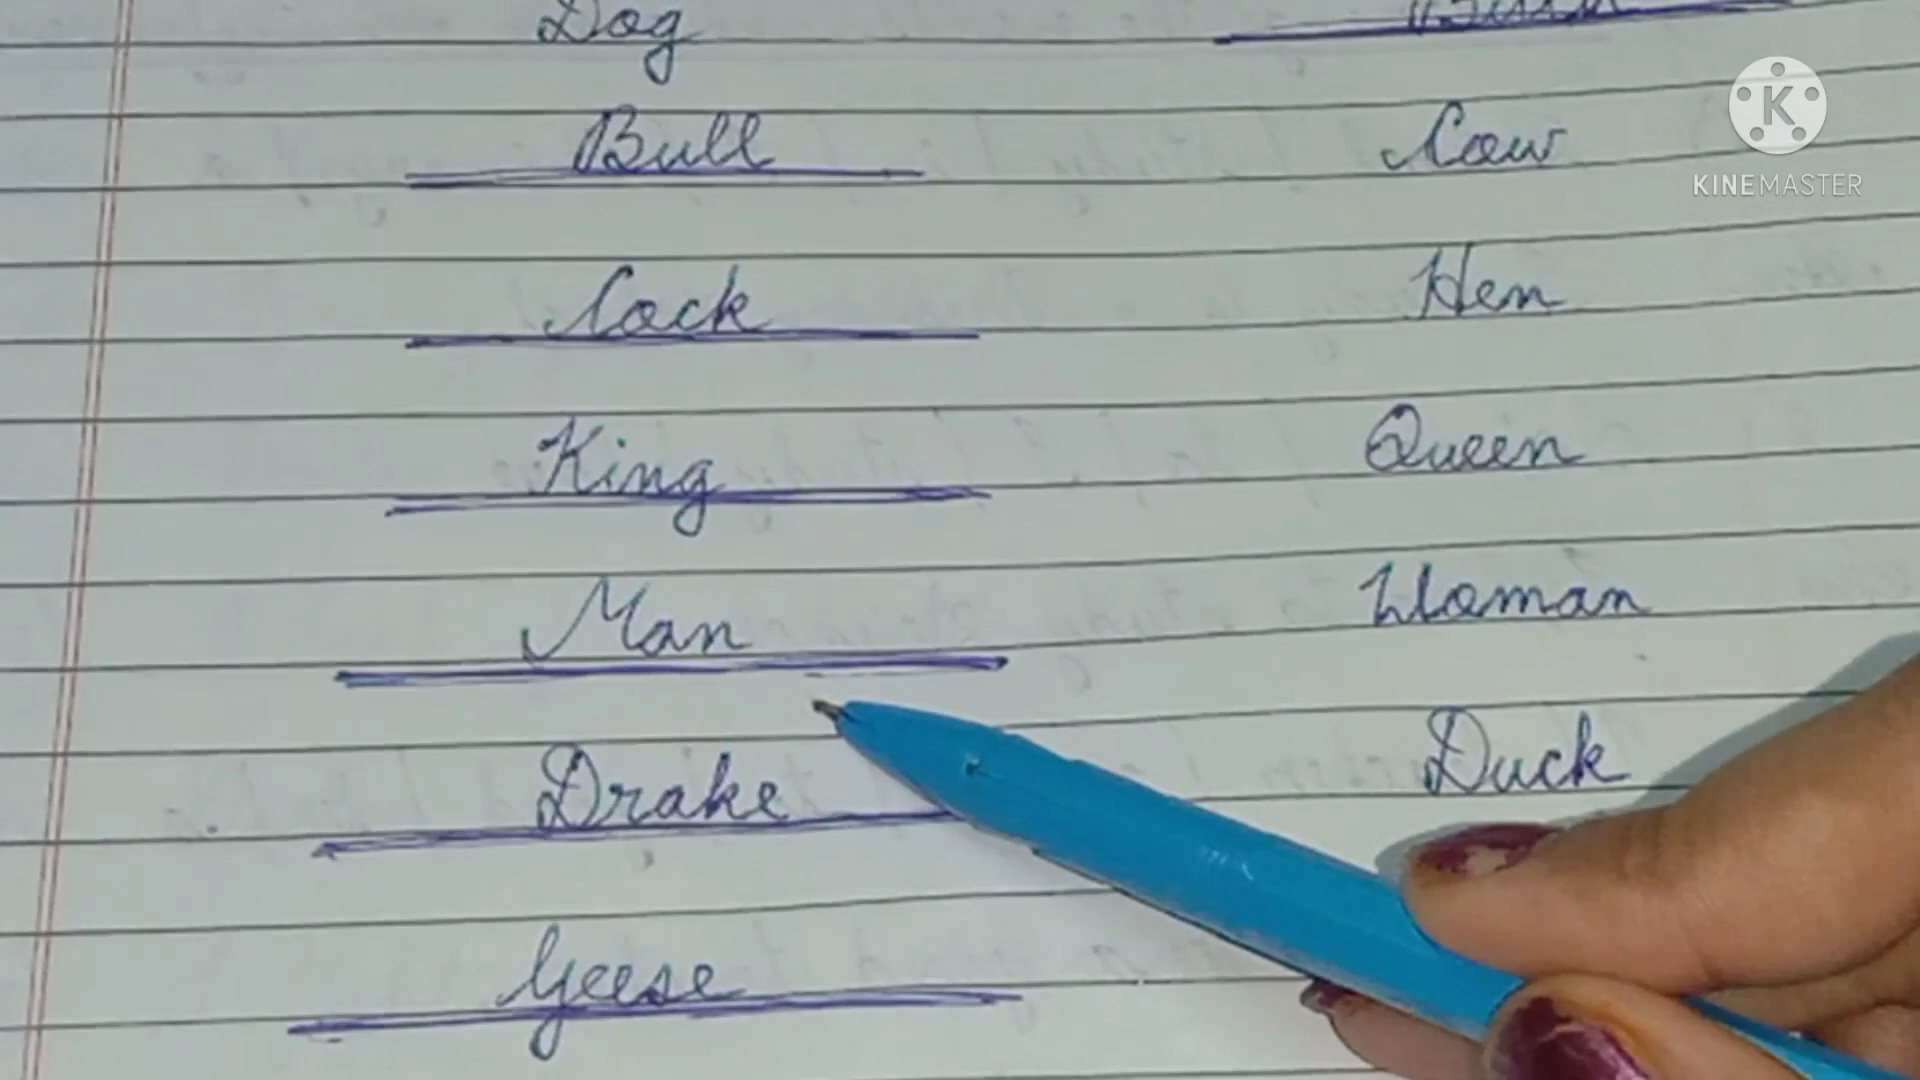 Dog
Bull Cow
Cock Hen
King Queen
Man Woman
Drake Duck
Geese
KINEMASTER